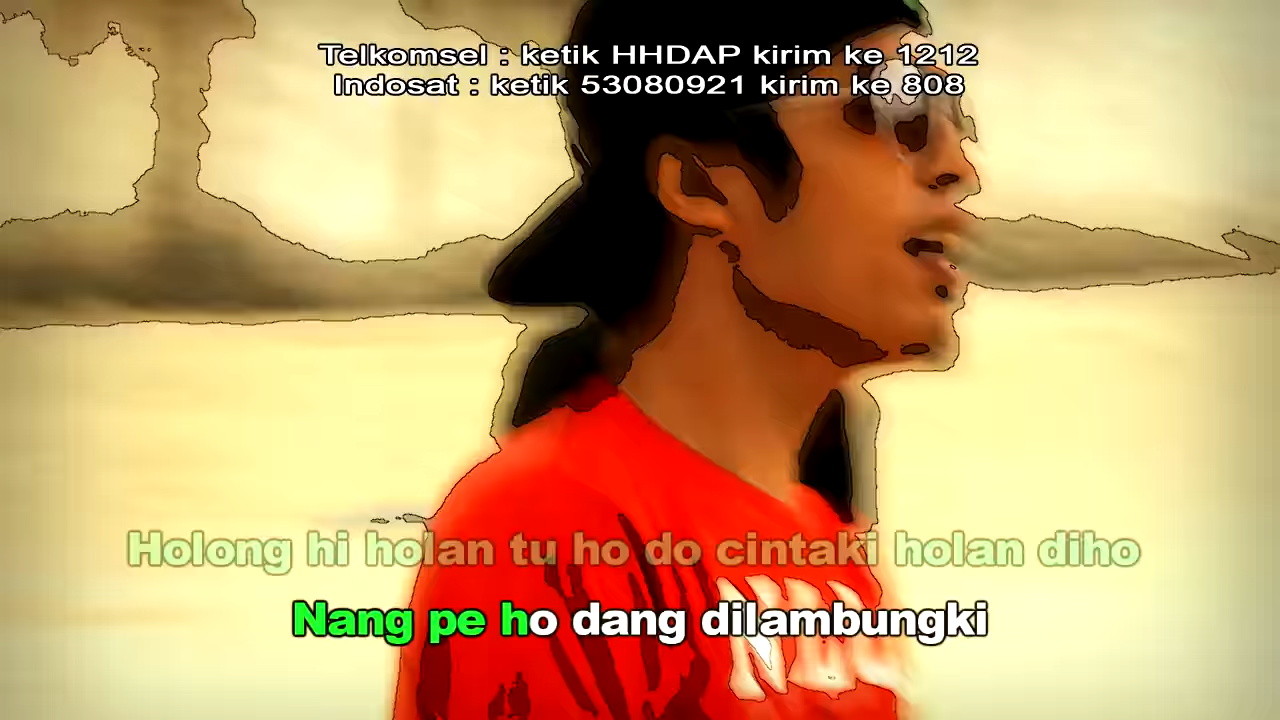 Telkomsel : ketik HHDAP kirim ke 1212
Indosat : ketik 53080921 kirim ke 808
Holong hi holan tu ho do cintaki holan diho
Nang pe ho dang dilambungki